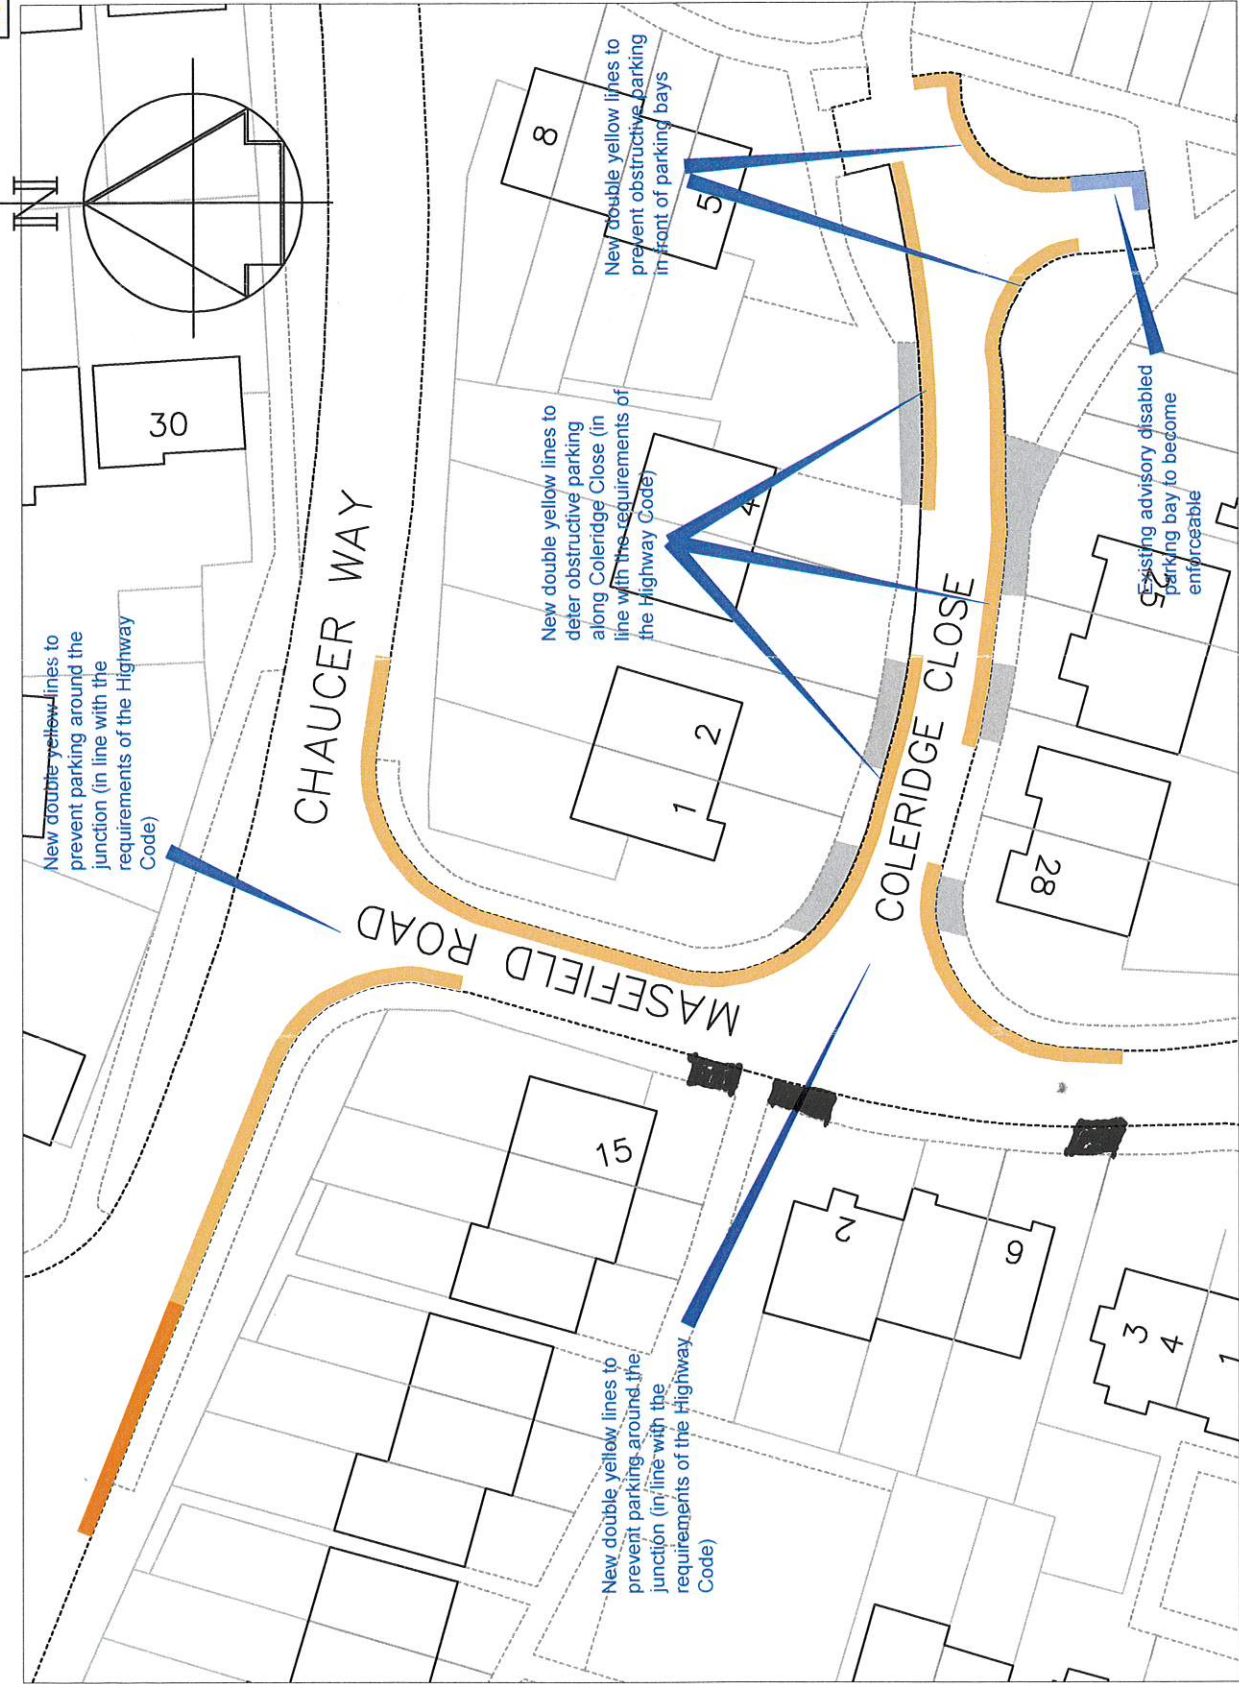 N
New double yellow lines to
prevent parking around the
junction (in line with the
requirements of the Highway
Code)
30
CHAUCER WAY
8
5
New double yellow lines to
prevent obstructive parking
in front of parking bays
New double yellow lines to
deter obstructive parking
along Coleridge Close (in
line with the requirements of
the Highway Code)
4
1
2
MASEFIELD ROAD
COLERIDGE CLOSE
Existing advisory disabled
parking bay to become
enforceable
25
28
15
2
6
3
4
1
New double yellow lines to
prevent parking around the
junction (in line with the
requirements of the Highway
Code)